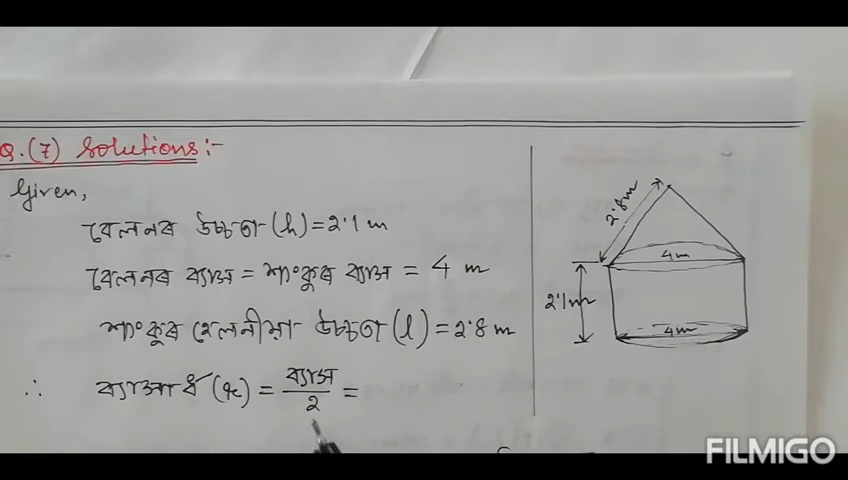 Q.(7) Solutions:-
Given,
বেলনৰ উচ্চতা (h) = 2.1 m
বেলনৰ ব্যাস = শংকুৰ ব্যাস = 4 m
শংকুৰ হেলনীয়া উচ্চতা (l) = 2.8 m
∴ ব্যাসাৰ্ধ (r) = ব্যাস/2 =
2.8m
4m
2.1m
4m
FILMIGO